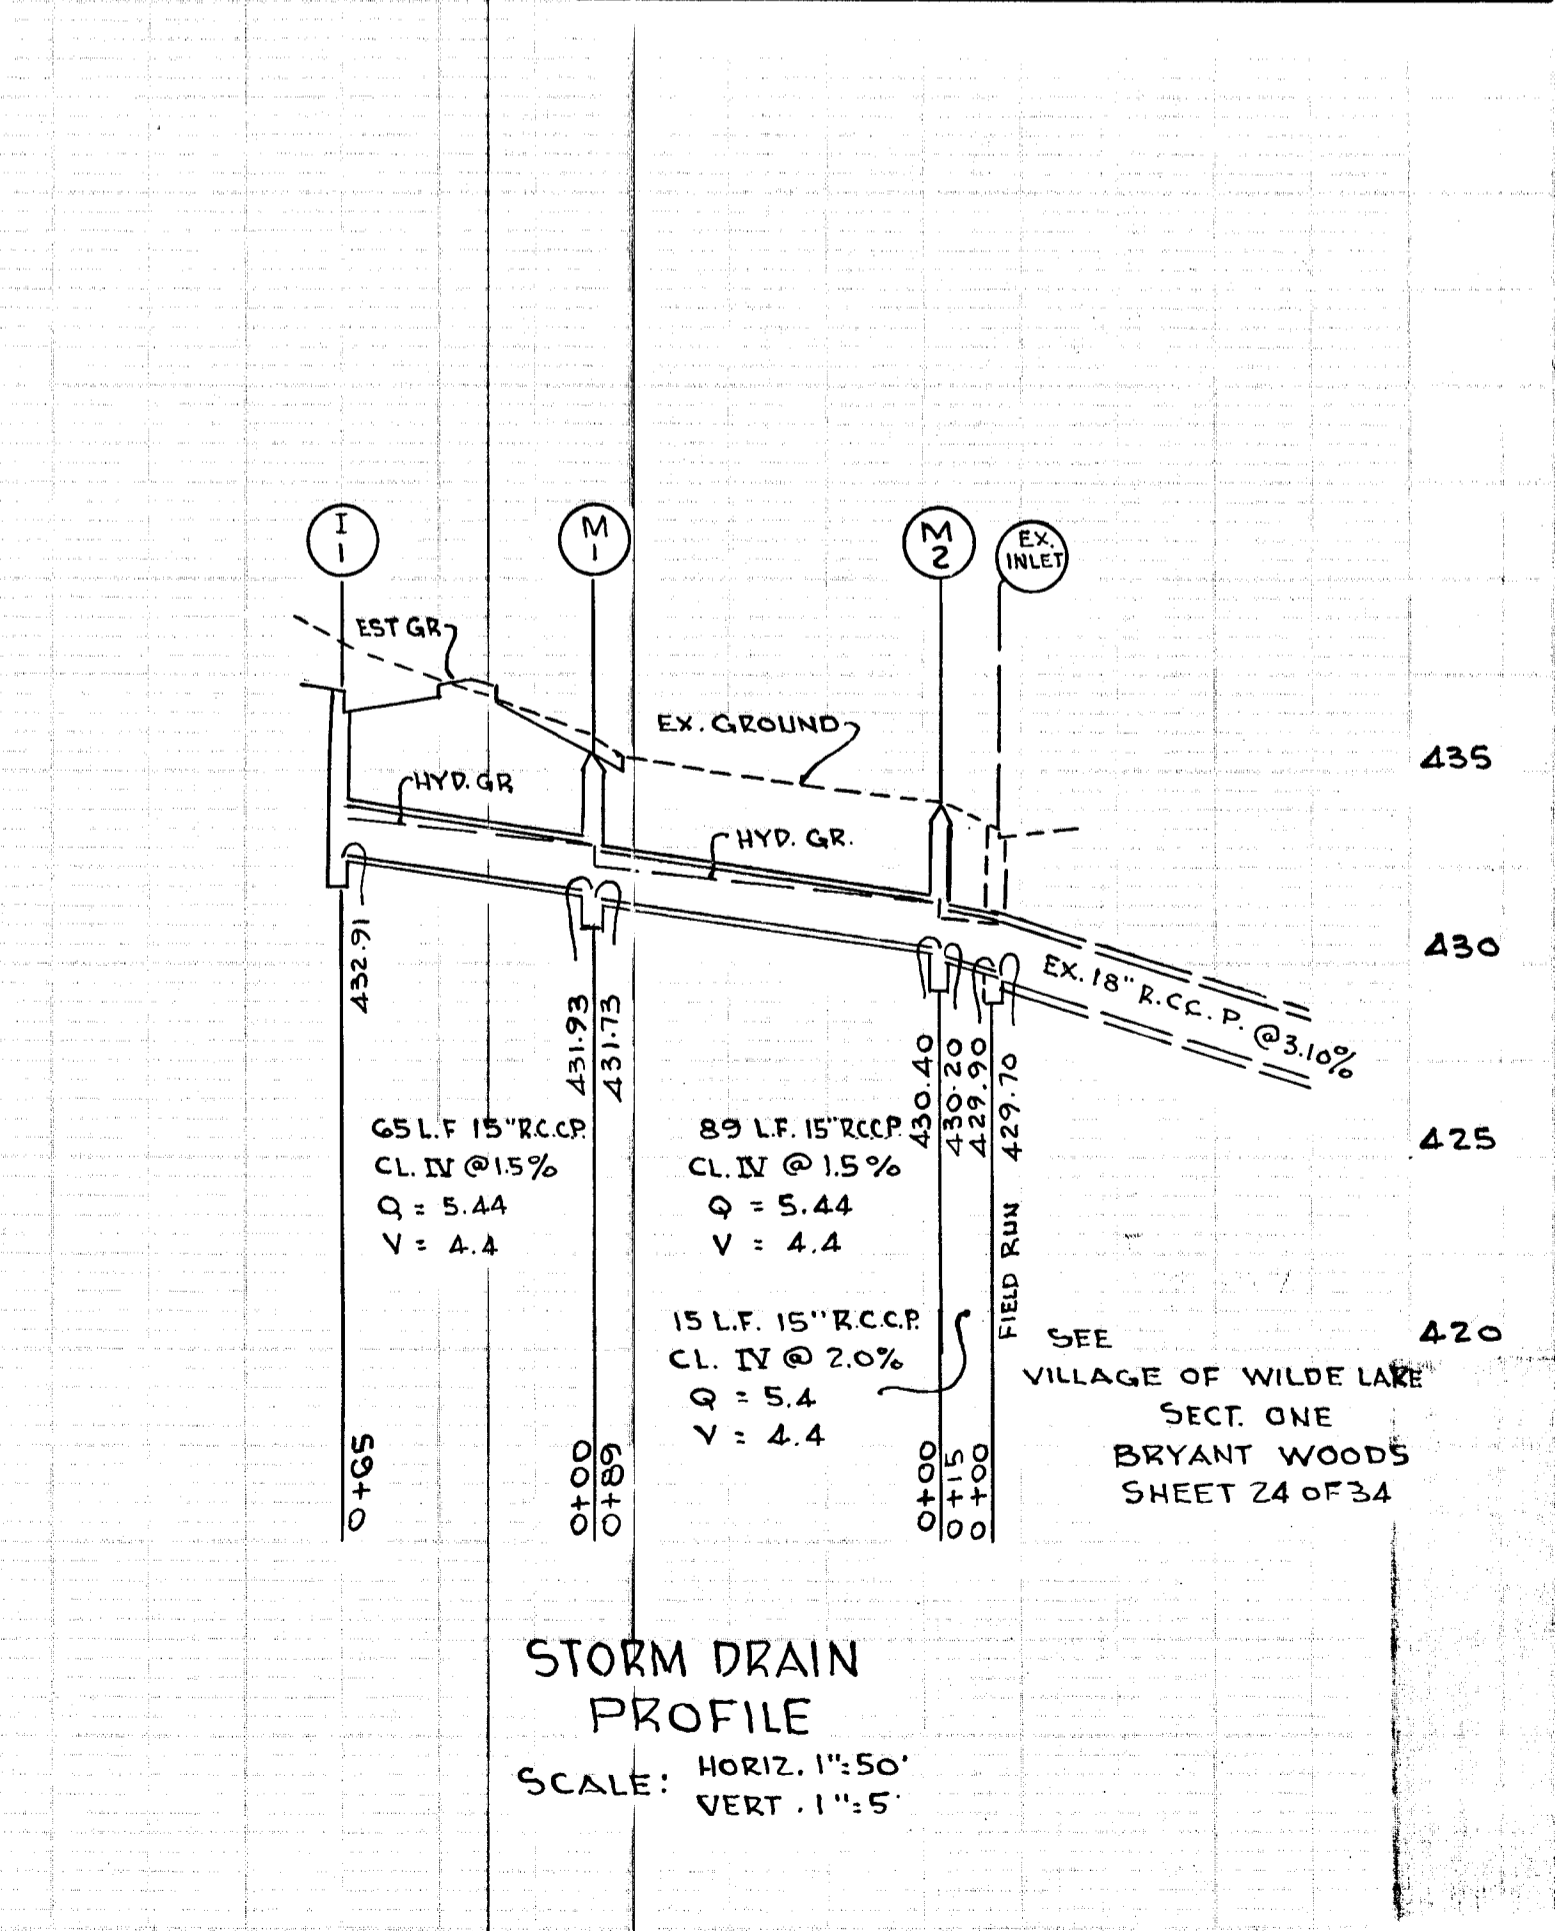 I
1
M
1
M
2
EX.
INLET
EST GR
EX. GROUND
HYD. GR
HYD. GR.
435
430
425
420
432.91
431.93
431.73
430.40
430.20
429.90
429.70
EX. 18" R.C.C.P. @ 3.10%
65 L.F 15" R.C.C.P.
CL. IV @ 1.5%
Q = 5.44
V = 4.4
89 L.F. 15" R.C.C.P.
CL. IV @ 1.5%
Q = 5.44
V = 4.4
15 L.F. 15" R.C.C.P.
CL. IV @ 2.0%
Q = 5.4
V = 4.4
FIELD RUN
SEE
VILLAGE OF WILDE LAKE
SECT. ONE
BRYANT WOODS
SHEET 24 OF 34
0+65
0+00
0+89
0+00
0+15
0+00
STORM DRAIN
PROFILE
SCALE: HORIZ. 1"=50'
VERT. 1"=5'